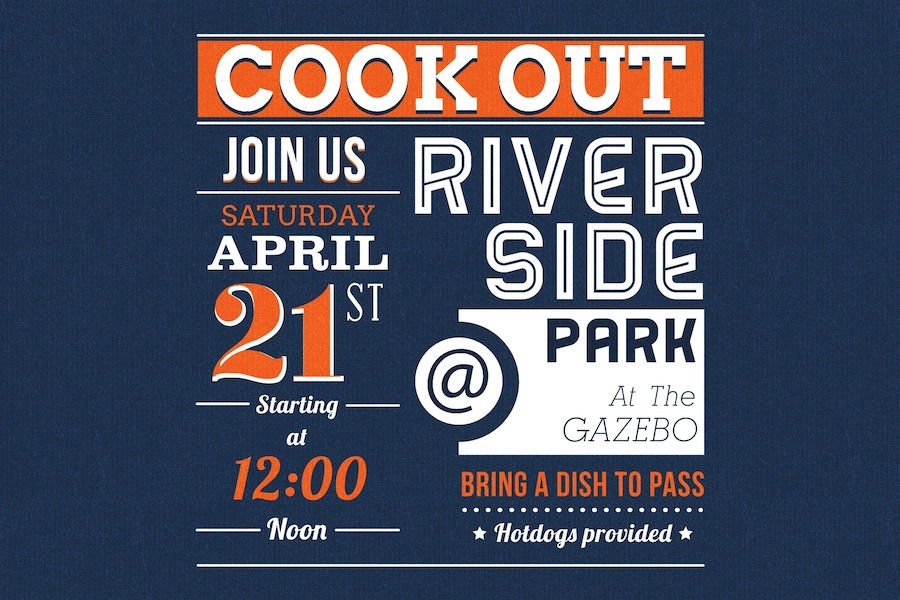 COOK OUT
JOIN US
SATURDAY
APRIL
21ST
Starting
at
12:00
Noon
RIVER
SIDE
@ PARK
At The
GAZEBO
BRING A DISH TO PASS
Hotdogs provided